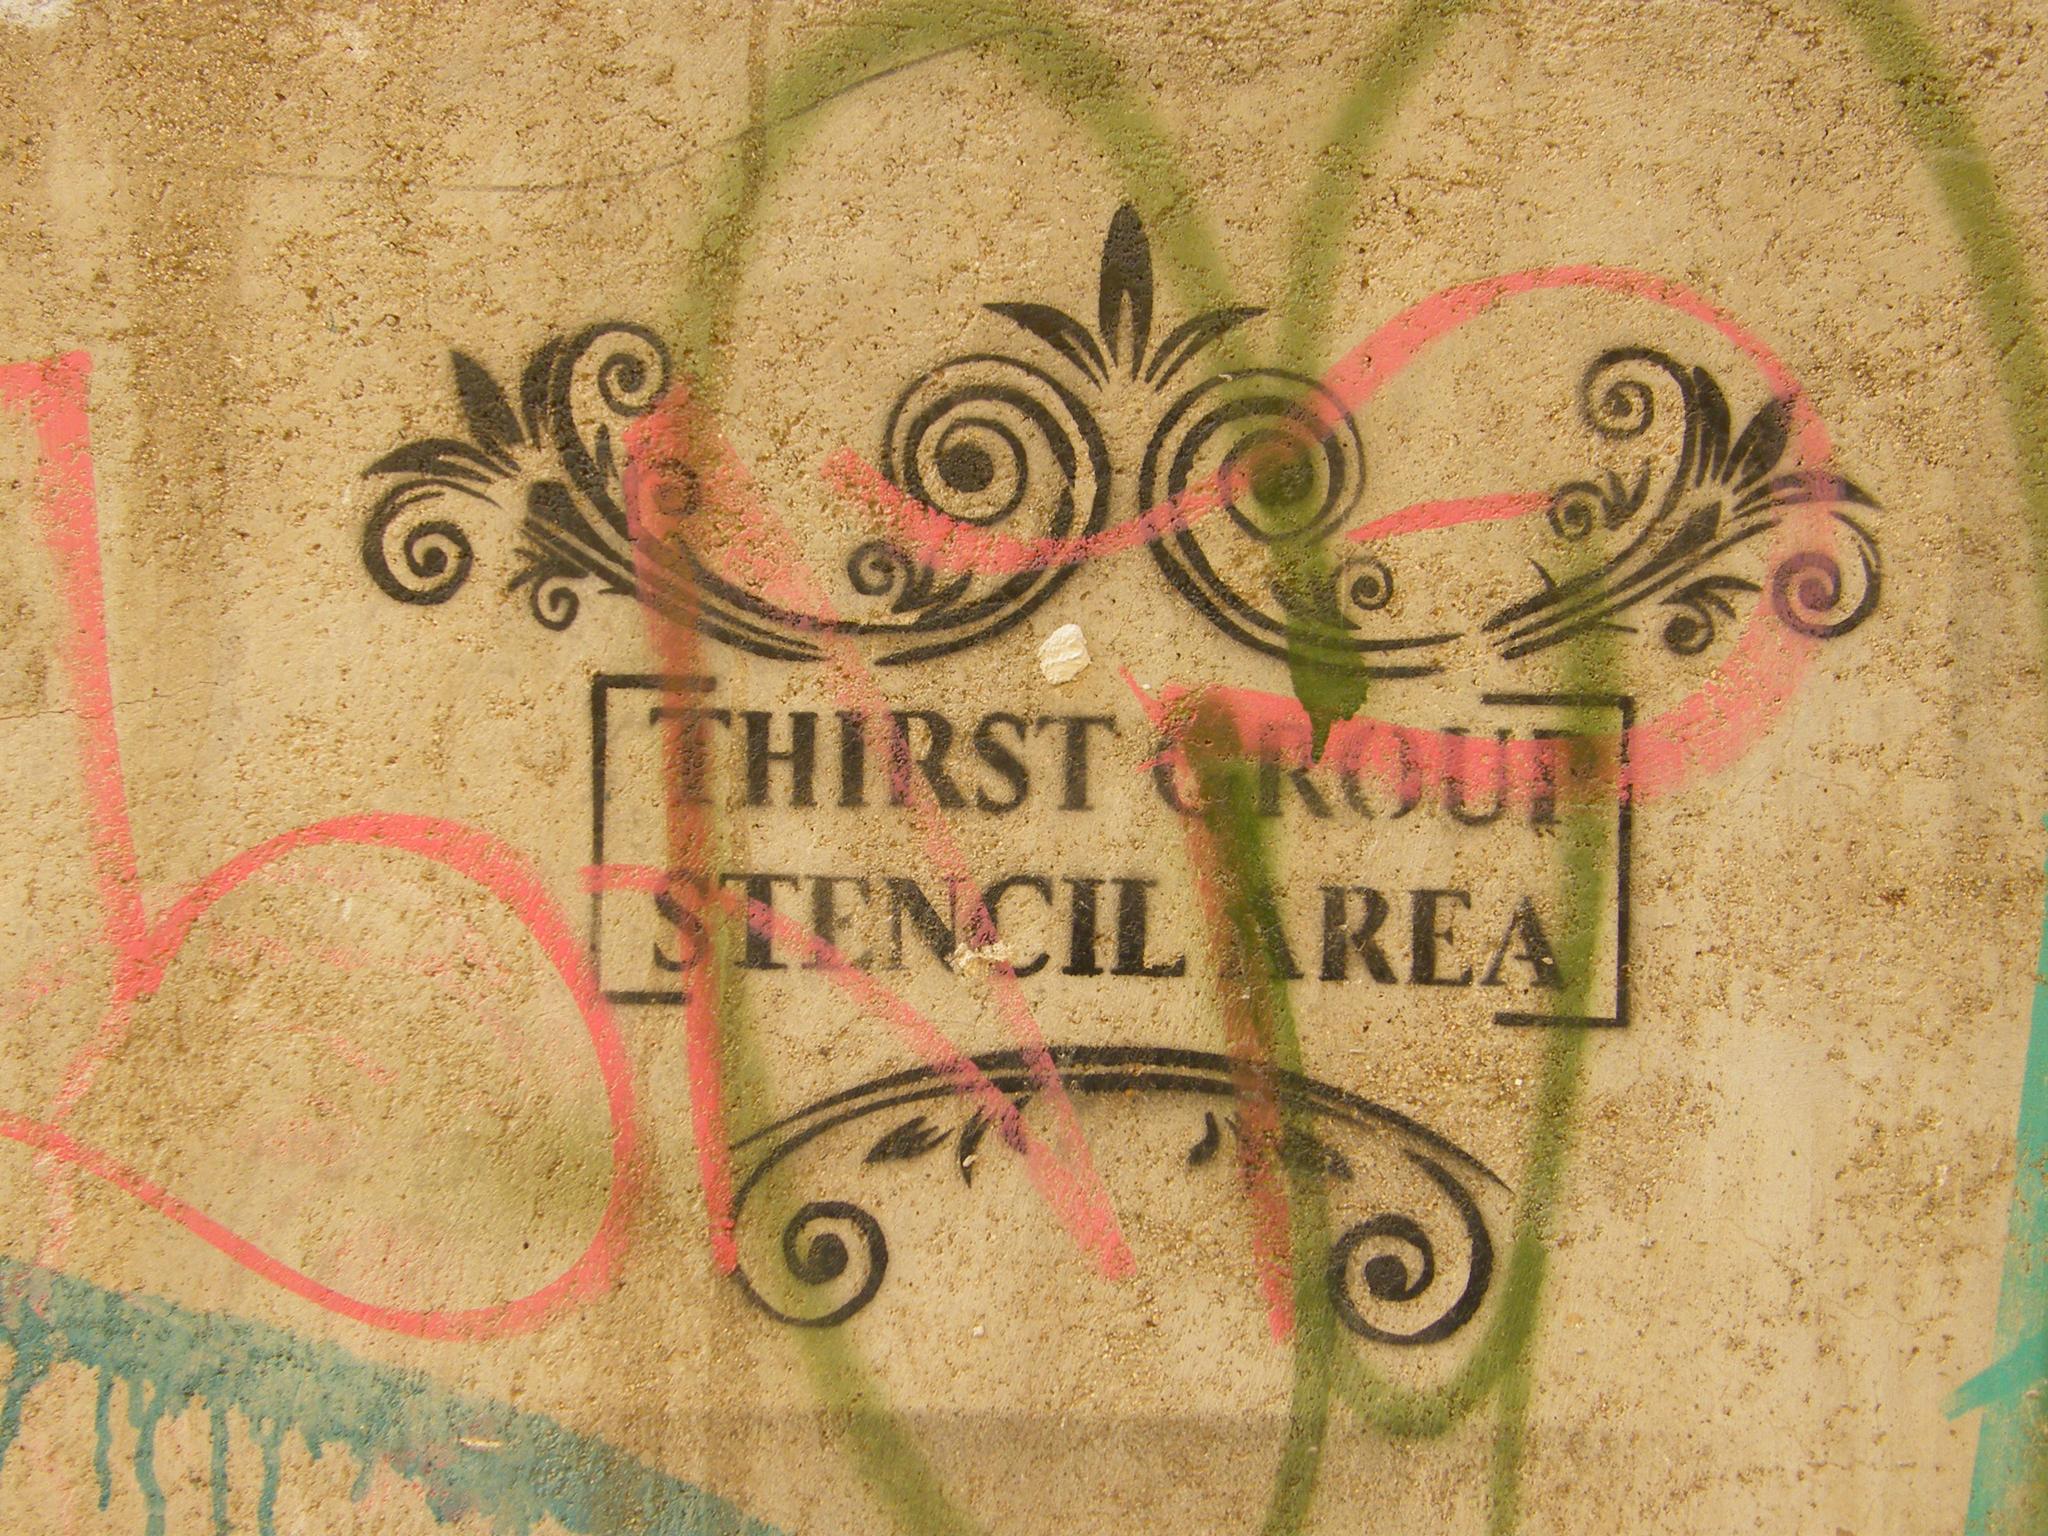 THIRST GROUP
STENCIL AREA